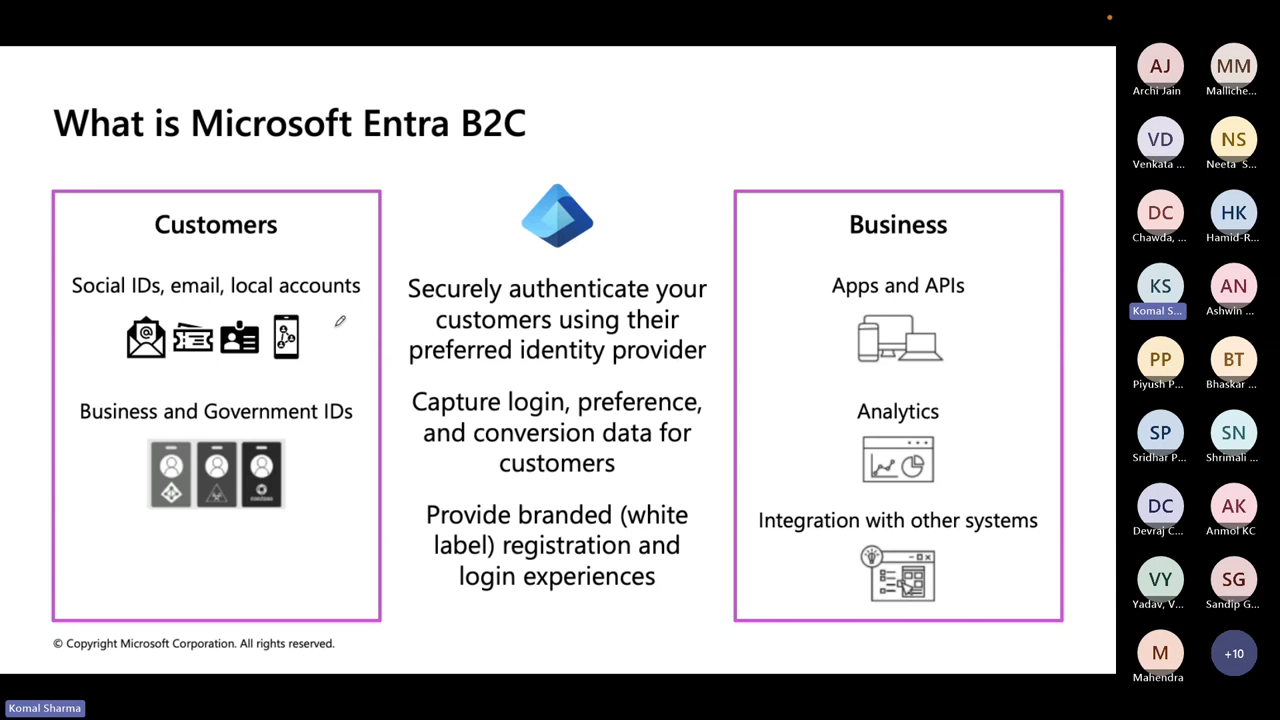 What is Microsoft Entra B2C
Customers
Social IDs, email, local accounts
Business and Government IDs
Securely authenticate your
customers using their
preferred identity provider
Capture login, preference,
and conversion data for
customers
Provide branded (white
label) registration and
login experiences
Business
Apps and APIs
Analytics
Integration with other systems
© Copyright Microsoft Corporation. All rights reserved.
AJ
Archi Jain
MM
Malliche...
VD
Venkata ...
NS
Neeta S...
DC
Chawda, ...
HK
Hamid-R...
KS
Komal S...
AN
Ashwin ...
PP
Piyush P...
BT
Bhaskar ...
SP
Sridhar P...
SN
Shrimali ...
DC
Devraj C...
AK
Anmol KC
VY
Yadav, V...
SG
Sandip G...
M
Mahendra
+10
Komal Sharma